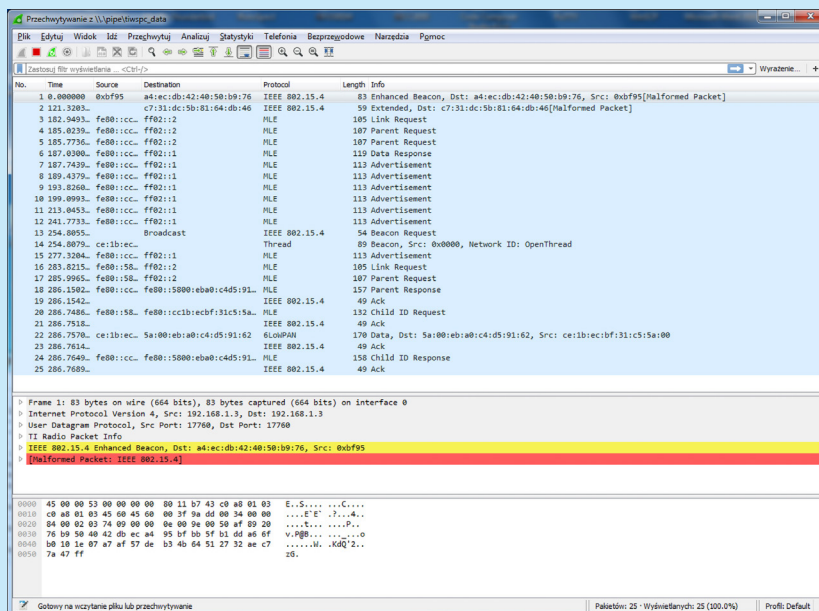 Przechwytywanie z \\.\pipe\tiwspc_data
Plik Edytuj Widok Idź Przechwytuj Analizuj Statystyki Telefonia Bezprzewodowe Narzędzia Pomoc
Zastosuj filtr wyświetlania ... <Ctrl-/> Wyrażenie... +
No. Time Source Destination Protocol Length Info
1 0.000000 0xbf95 a4:ec:db:42:40:50:b9:76 IEEE 802.15.4 83 Enhanced Beacon, Dst: a4:ec:db:42:40:50:b9:76, Src: 0xbf95[Malformed Packet]
2 121.3203… c7:31:dc:5b:81:64:db:46 IEEE 802.15.4 59 Extended, Dst: c7:31:dc:5b:81:64:db:46[Malformed Packet]
3 182.9493… fe80::cc… ff02::2 MLE 105 Link Request
4 185.0239… fe80::cc… ff02::2 MLE 107 Parent Request
5 185.7736… fe80::cc… ff02::2 MLE 107 Parent Request
6 187.0300… fe80::cc… ff02::1 MLE 119 Data Response
7 187.7439… fe80::cc… ff02::1 MLE 113 Advertisement
8 189.4379… fe80::cc… ff02::1 MLE 113 Advertisement
9 193.8260… fe80::cc… ff02::1 MLE 113 Advertisement
10 199.0993… fe80::cc… ff02::1 MLE 113 Advertisement
11 213.0453… fe80::cc… ff02::1 MLE 113 Advertisement
12 241.7733… fe80::cc… ff02::1 MLE 113 Advertisement
13 254.8055… Broadcast IEEE 802.15.4 54 Beacon Request
14 254.8079… ce:1b:ec… Thread 89 Beacon, Src: 0x0000, Network ID: OpenThread
15 277.3204… fe80::cc… ff02::1 MLE 113 Advertisement
16 283.8215… fe80::58… ff02::2 MLE 105 Link Request
17 285.9965… fe80::58… ff02::2 MLE 107 Parent Request
18 286.1502… fe80::cc… fe80::5800:eba0:c4d5:91… MLE 157 Parent Response
19 286.1542… IEEE 802.15.4 49 Ack
20 286.7486… fe80::58… fe80::cc1b:ecbf:31c5:5a… MLE 132 Child ID Request
21 286.7518… IEEE 802.15.4 49 Ack
22 286.7570… ce:1b:ec… 5a:00:eb:a0:c4:d5:91:62 6LoWPAN 170 Data, Dst: 5a:00:eb:a0:c4:d5:91:62, Src: ce:1b:ec:bf:31:c5:5a:00
23 286.7614… IEEE 802.15.4 49 Ack
24 286.7649… fe80::cc… fe80::5800:eba0:c4d5:91… MLE 158 Child ID Response
25 286.7689… IEEE 802.15.4 49 Ack
Frame 1: 83 bytes on wire (664 bits), 83 bytes captured (664 bits) on interface 0
Internet Protocol Version 4, Src: 192.168.1.3, Dst: 192.168.1.3
User Datagram Protocol, Src Port: 17760, Dst Port: 17760
TI Radio Packet Info
IEEE 802.15.4 Enhanced Beacon, Dst: a4:ec:db:42:40:50:b9:76, Src: 0xbf95
[Malformed Packet: IEEE 802.15.4]
0000 45 00 00 53 00 00 00 00 80 11 b7 43 c0 a8 01 03 E..S.... ...C....
0010 c0 a8 01 03 45 60 45 60 00 3f 9a dd 00 34 00 00 ....E`E` .?...4..
0020 84 00 02 03 74 09 00 00 0e 00 9e 00 50 af 89 20 ....t... ....P..
0030 76 b9 50 40 42 db ec a4 95 bf bb 5f b1 dd a6 6f v.P@B... ..._...o
0040 b0 10 1e 07 a7 af 57 de b3 4b 64 51 27 32 ae c7 ......W. .KdQ'2..
0050 7a 47 ff zG.
Gotowy na wczytanie pliku lub przechwytywanie Pakietów: 25 · Wyświetlanych: 25 (100.0%) Profil: Default